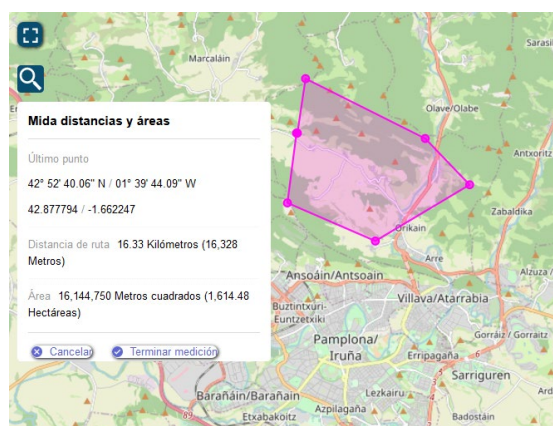 Marcaláin
Olave/Olabe
Antxoritz
Zabaldika
Orikain
Arre
Ansoáin/Antsoain
Villava/Atarrabia
Buztintxuri-
Euntzetxiki
Pamplona/
Iruña
Erripagaña
Gorráiz / Gorraitz
Sarriguren
Barañáin/Barañain
Lezkairu
Azpilagaña
Etxabakoitz
Badostáin
89
Mida distancias y áreas
Último punto
42° 52' 40.06" N / 01° 39' 44.09" W
42.877794 / -1.662247
Distancia de ruta 16.33 Kilómetros (16,328
Metros)
Área 16,144,750 Metros cuadrados (1,614.48
Hectáreas)
Cancelar
Terminar medición